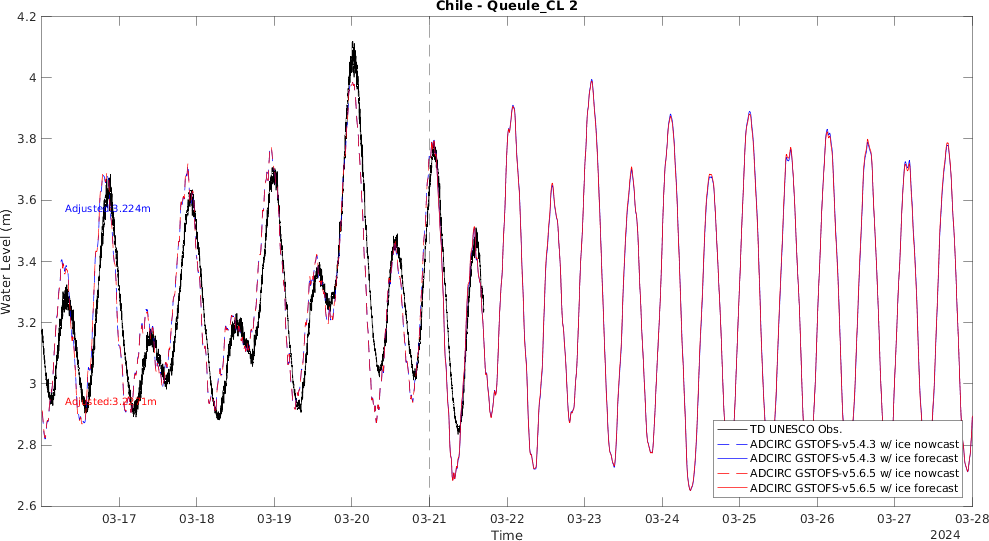 Chile - Queule_CL 2
4.2
4
3.8
3.6
3.4
3.2
3
2.8
2.6
Water Level (m)
Adjusted:3.224m
03-17
03-18
03-19
03-20
03-21
03-22
03-23
03-24
03-25
03-26
03-27
03-28
Time
2024
TD UNESCO Obs.
ADCIRC GSTOFS-v5.4.3 w/ ice nowcast
ADCIRC GSTOFS-v5.4.3 w/ ice forecast
ADCIRC GSTOFS-v5.6.5 w/ ice nowcast
ADCIRC GSTOFS-v5.6.5 w/ ice forecast